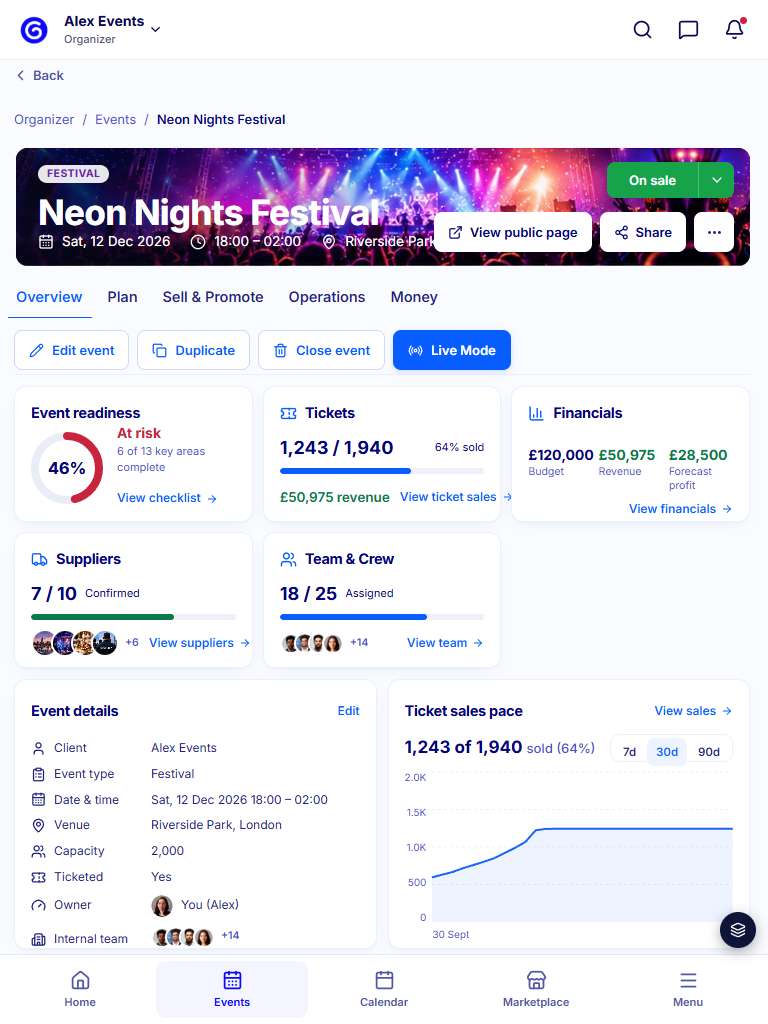 Alex Events
Organizer
Back
Organizer / Events / Neon Nights Festival
FESTIVAL
On sale
Neon Nights Festival
Sat, 12 Dec 2026 18:00 – 02:00 Riverside Park
View public page
Share
Overview Plan Sell & Promote Operations Money
Edit event
Duplicate
Close event
Live Mode
Event readiness
46%
At risk
6 of 13 key areas
complete
View checklist
Tickets
1,243 / 1,940 64% sold
£50,975 revenue View ticket sales
Financials
£120,000 £50,975 £28,500
Budget Revenue Forecast
profit
View financials
Suppliers
7 / 10 Confirmed
+6 View suppliers
Team & Crew
18 / 25 Assigned
+14 View team
Event details Edit
Client Alex Events
Event type Festival
Date & time Sat, 12 Dec 2026 18:00 – 02:00
Venue Riverside Park, London
Capacity 2,000
Ticketed Yes
Owner You (Alex)
Internal team +14
Ticket sales pace View sales
1,243 of 1,940 sold (64%) 7d 30d 90d
2.0K
1.5K
1.0K
500
0
30 Sept
Home Events Calendar Marketplace Menu